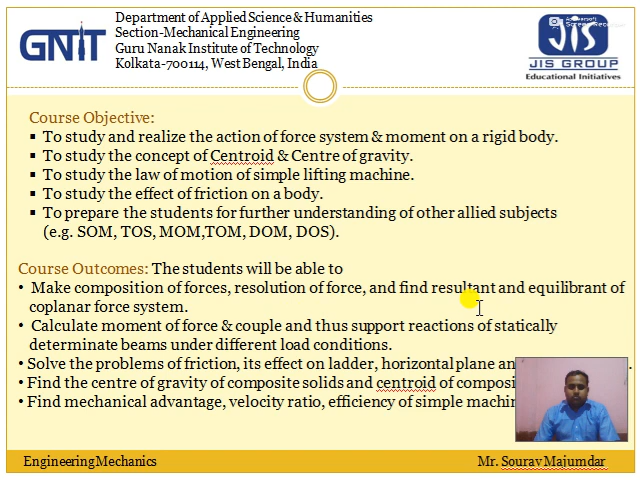 GNIT
Department of Applied Science & Humanities
Section-Mechanical Engineering
Guru Nanak Institute of Technology
Kolkata-700114, West Bengal, India
JIS
JIS GROUP
Educational Initiatives
Course Objective:
▪ To study and realize the action of force system & moment on a rigid body.
▪ To study the concept of Centroid & Centre of gravity.
▪ To study the law of motion of simple lifting machine.
▪ To study the effect of friction on a body.
▪ To prepare the students for further understanding of other allied subjects
(e.g. SOM, TOS, MOM,TOM, DOM, DOS).
Course Outcomes: The students will be able to
• Make composition of forces, resolution of force, and find resultant and equilibrant of
coplanar force system.
• Calculate moment of force & couple and thus support reactions of statically
determinate beams under different load conditions.
• Solve the problems of friction, its effect on ladder, horizontal plane
• Find the centre of gravity of composite solids and centroid of
• Find mechanical advantage, velocity ratio, efficiency of simple
Engineering Mechanics
Mr. Sourav Majumdar